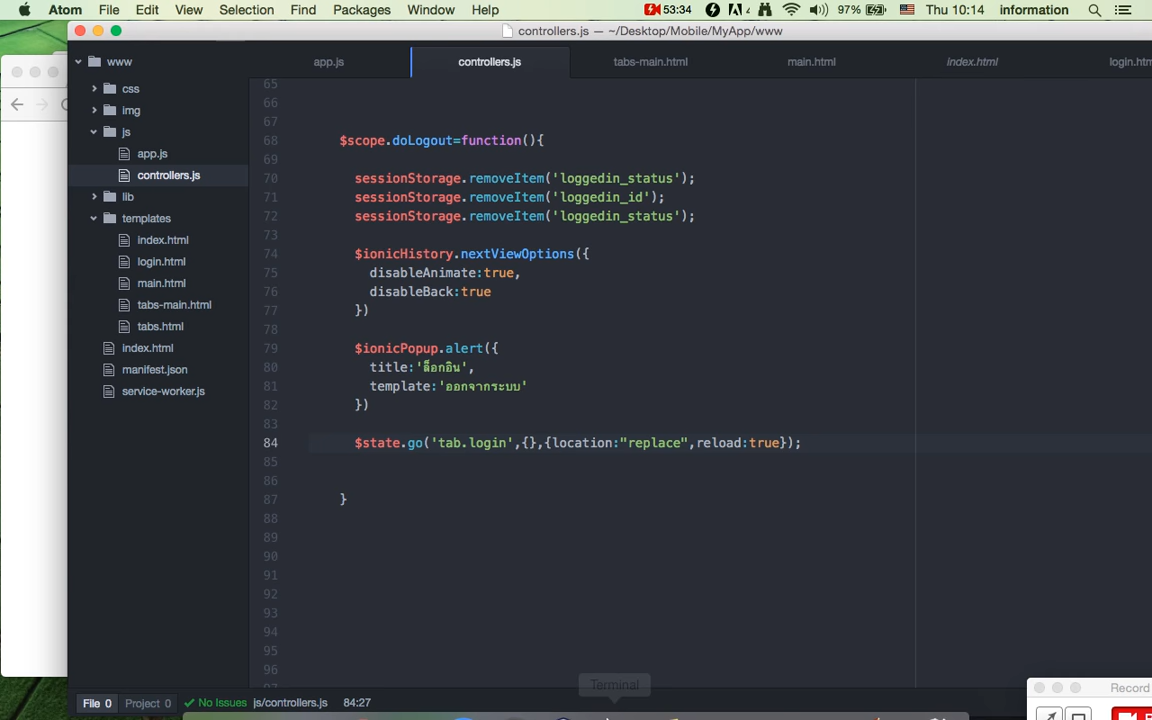 Atom File Edit View Selection Find Packages Window Help 53:34 4 97% Thu 10:14 information
controllers.js — ~/Desktop/Mobile/MyApp/www
www
app.js controllers.js tabs-main.html main.html index.html login.htm
css
img
js
app.js
controllers.js
lib
templates
index.html
login.html
main.html
tabs-main.html
tabs.html
index.html
manifest.json
service-worker.js
65
66
67
68 $scope.doLogout=function(){
69
70 sessionStorage.removeItem('loggedin_status');
71 sessionStorage.removeItem('loggedin_id');
72 sessionStorage.removeItem('loggedin_status');
73
74 $ionicHistory.nextViewOptions({
75 disableAnimate:true,
76 disableBack:true
77 })
78
79 $ionicPopup.alert({
80 title:'ล็อกอิน',
81 template:'ออกจากระบบ'
82 })
83
84 $state.go('tab.login',{},{location:"replace",reload:true});
85
86
87 }
88
89
90
91
92
93
94
95
96
Terminal
Record
File 0 Project 0 No Issues js/controllers.js 84:27